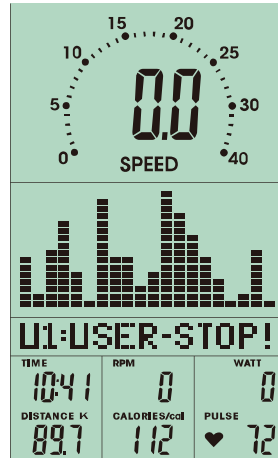 15 20
10 25
5 0.0 30
0 SPEED 40
U1:USER-STOP!
TIME RPM WATT
10:41 0 0
DISTANCE K CALORIES/cal PULSE
89.7 112 72